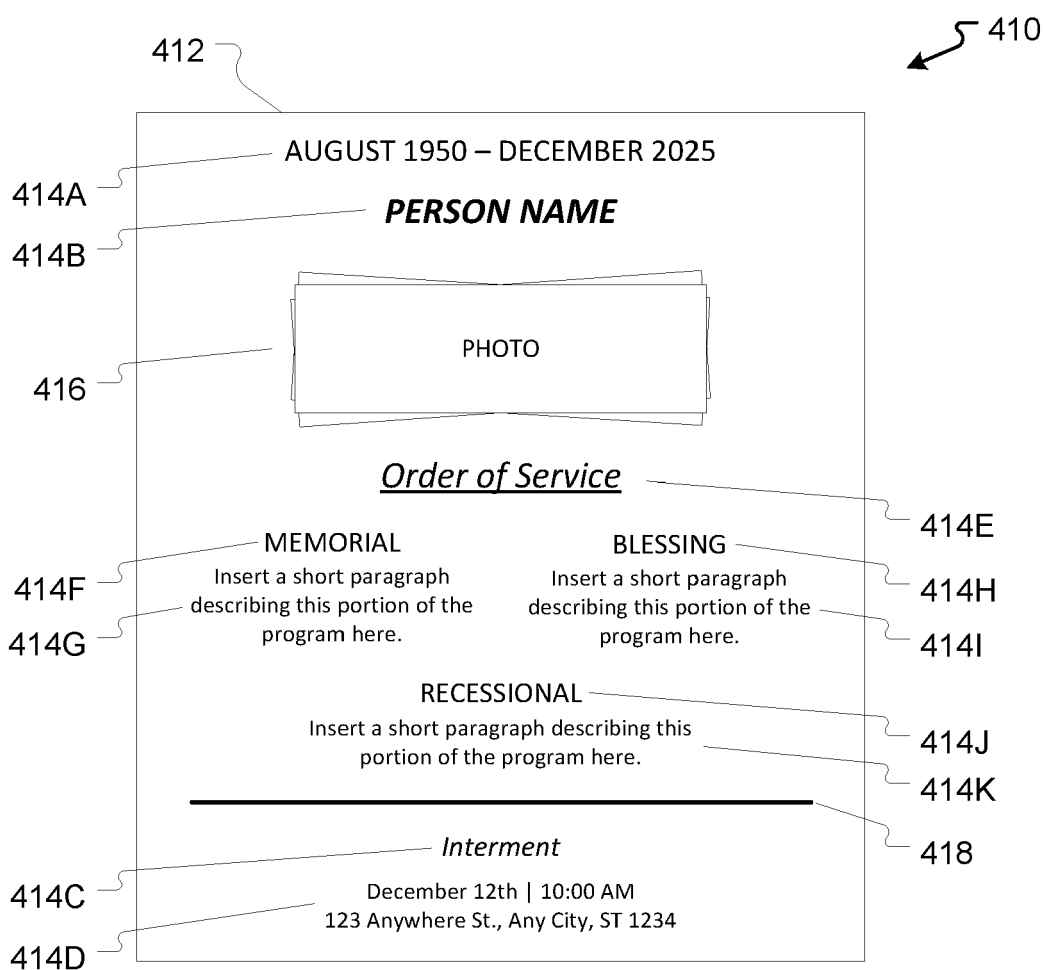 410
412
AUGUST 1950 – DECEMBER 2025
414A
PERSON NAME
414B
PHOTO
416
Order of Service
414E
MEMORIAL
BLESSING
414F
414H
Insert a short paragraph
describing this portion of the
program here.
Insert a short paragraph
describing this portion of the
program here.
414G
414I
RECESSIONAL
414J
Insert a short paragraph describing this
portion of the program here.
414K
418
Interment
414C
December 12th | 10:00 AM
123 Anywhere St., Any City, ST 1234
414D